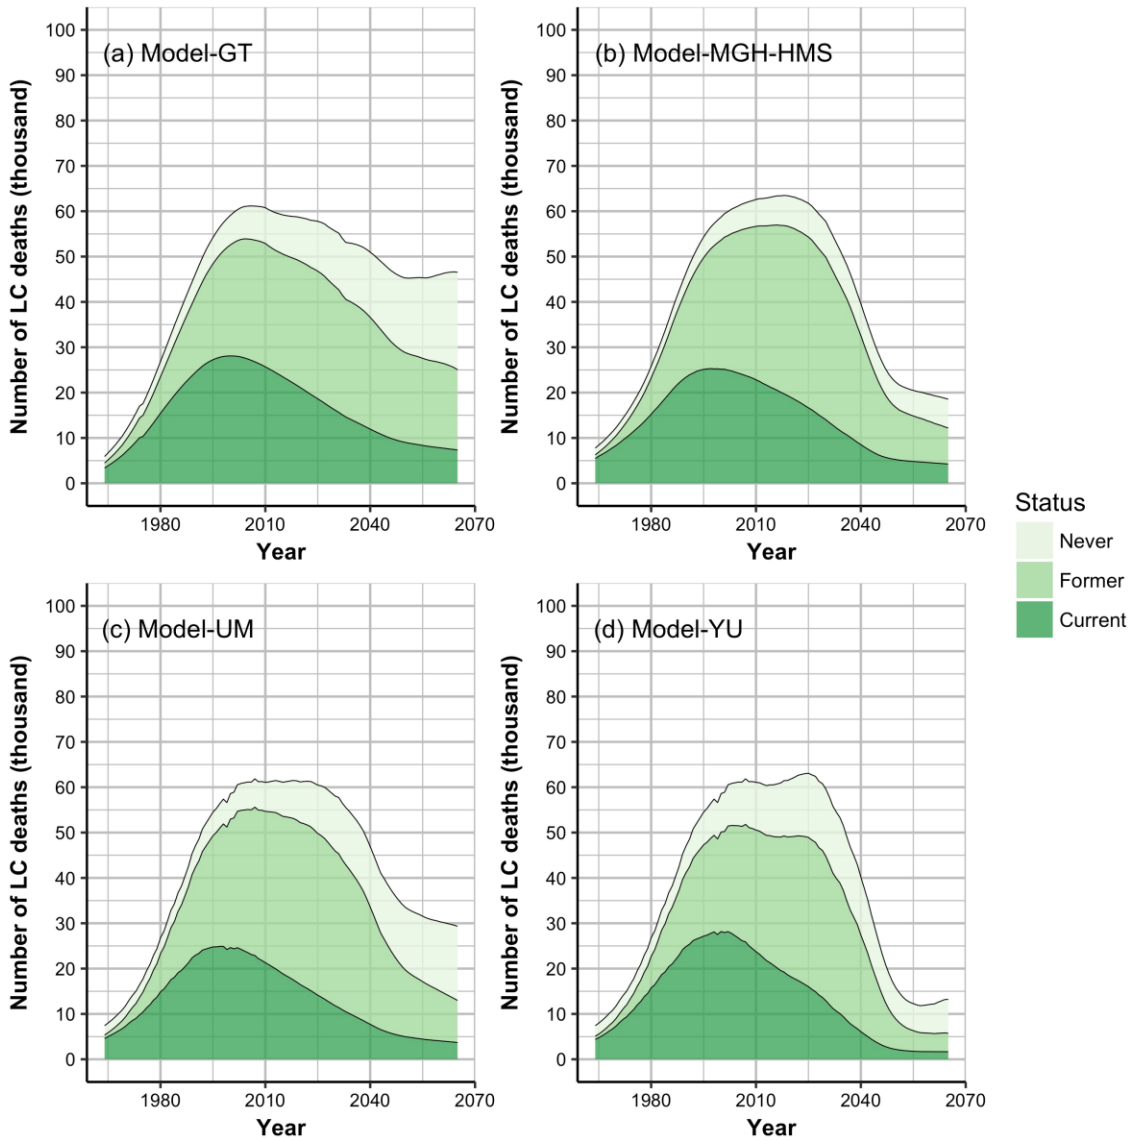 (a) Model-GT
Number of LC deaths (thousand)
100
90
80
70
60
50
40
30
20
10
0
1980 2010 2040 2070
Year
(b) Model-MGH-HMS
Number of LC deaths (thousand)
100
90
80
70
60
50
40
30
20
10
0
1980 2010 2040 2070
Year
(c) Model-UM
Number of LC deaths (thousand)
100
90
80
70
60
50
40
30
20
10
0
1980 2010 2040 2070
Year
(d) Model-YU
Number of LC deaths (thousand)
100
90
80
70
60
50
40
30
20
10
0
1980 2010 2040 2070
Year
Status
Never
Former
Current